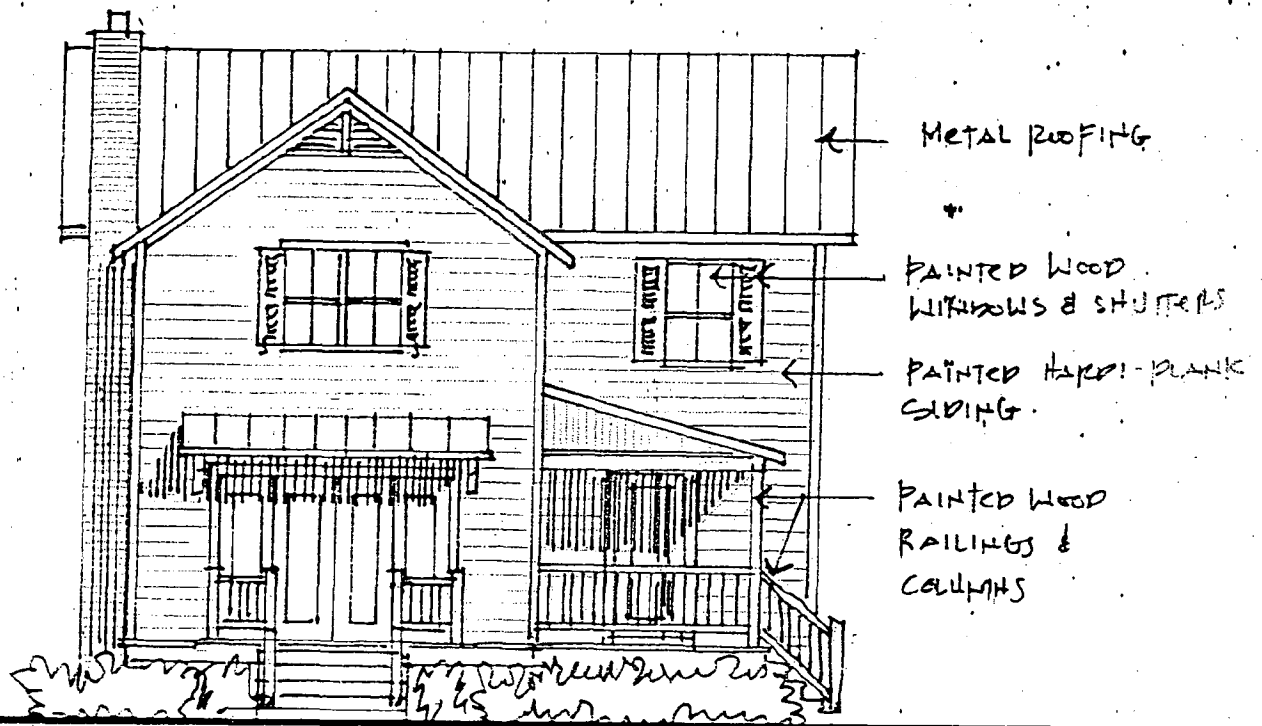 METAL ROOFING
PAINTED WOOD
WINDOWS & SHUTTERS
PAINTED HARDI-PLANK
SIDING.
PAINTED WOOD
RAILINGS &
COLUMNS